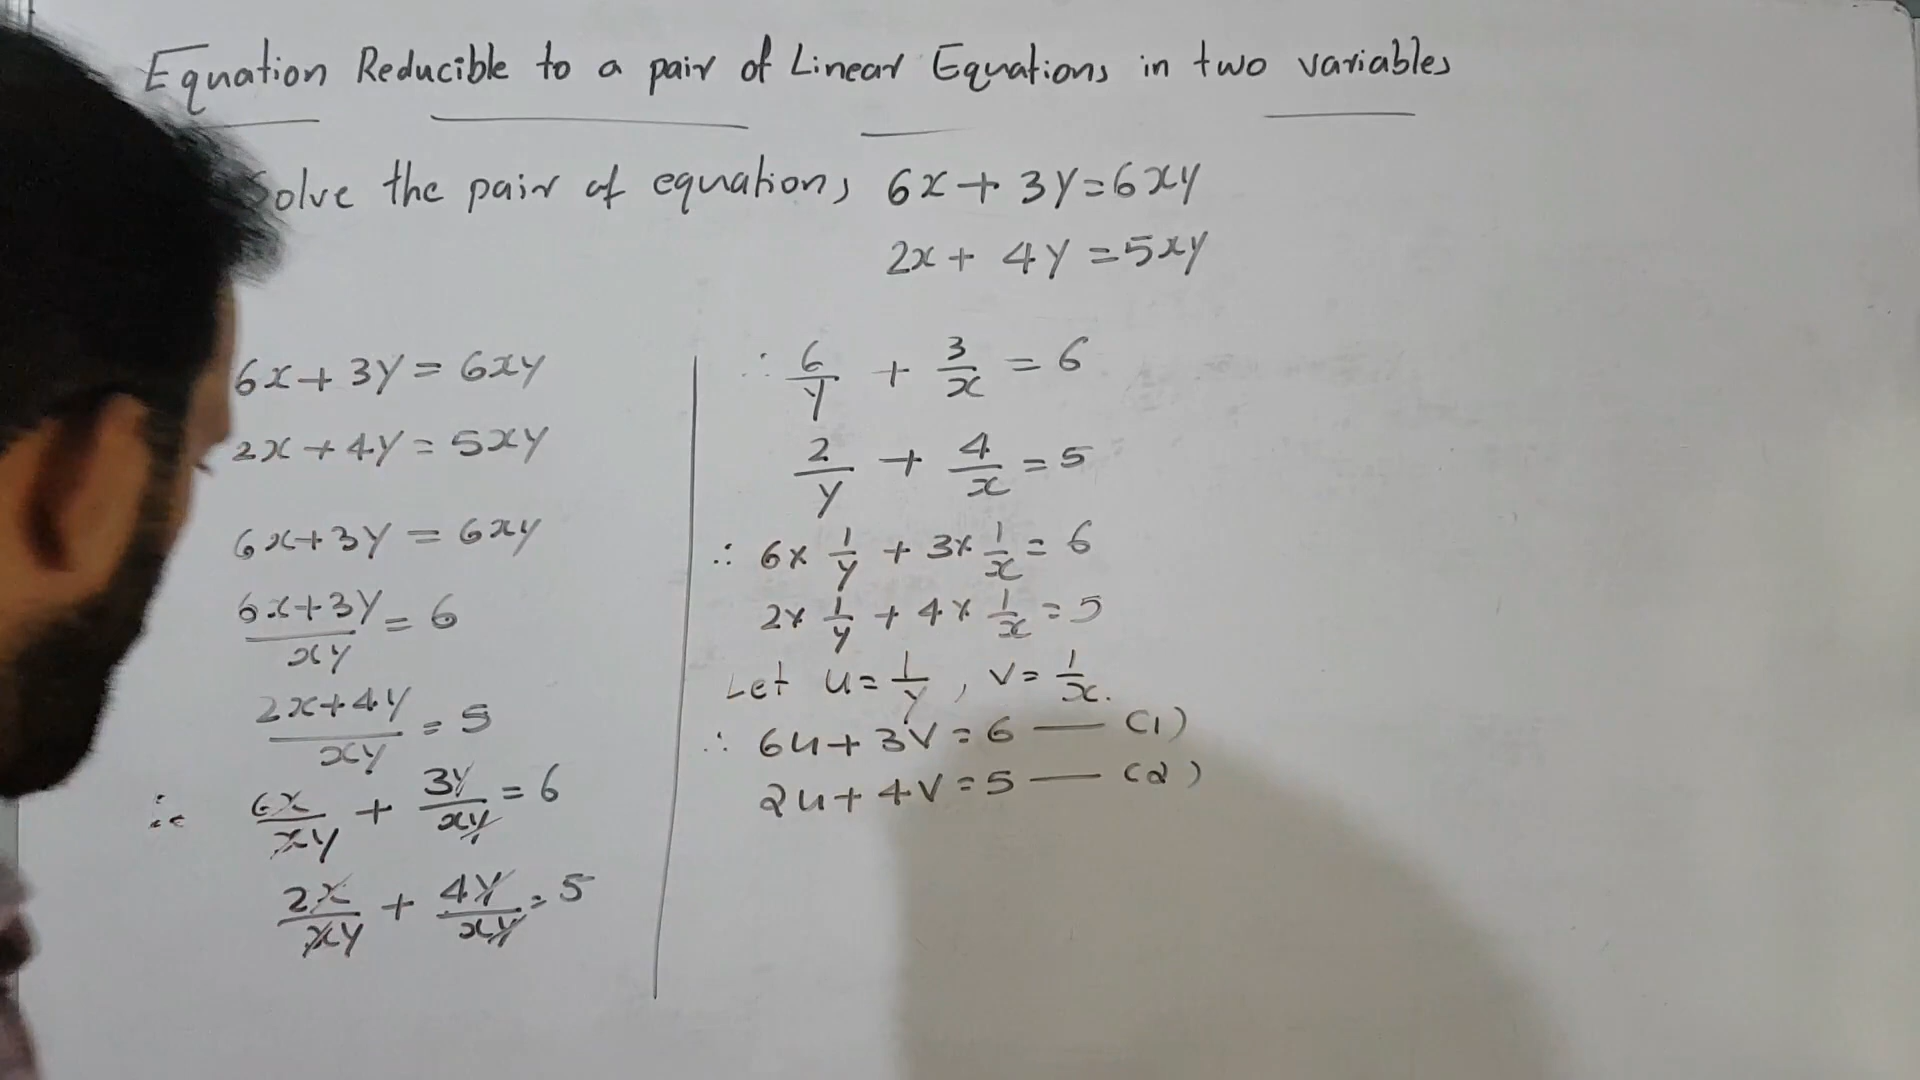 Equation Reducible to a pair of Linear Equations in two variables
Solve the pair of equations 6x + 3y = 6xy
2x + 4y = 5xy
6x + 3y = 6xy
2x + 4y = 5xy
6x + 3y = 6xy
6x + 3y / xy = 6
2x + 4y / xy = 5
ie 6x/xy + 3y/xy = 6
2x/xy + 4y/xy = 5
∴ 6/y + 3/x = 6
2/y + 4/x = 5
∴ 6 × 1/y + 3 × 1/x = 6
2 × 1/y + 4 × 1/x = 5
Let u = 1/y, v = 1/x.
∴ 6u + 3v = 6 — (1)
2u + 4v = 5 — (2)